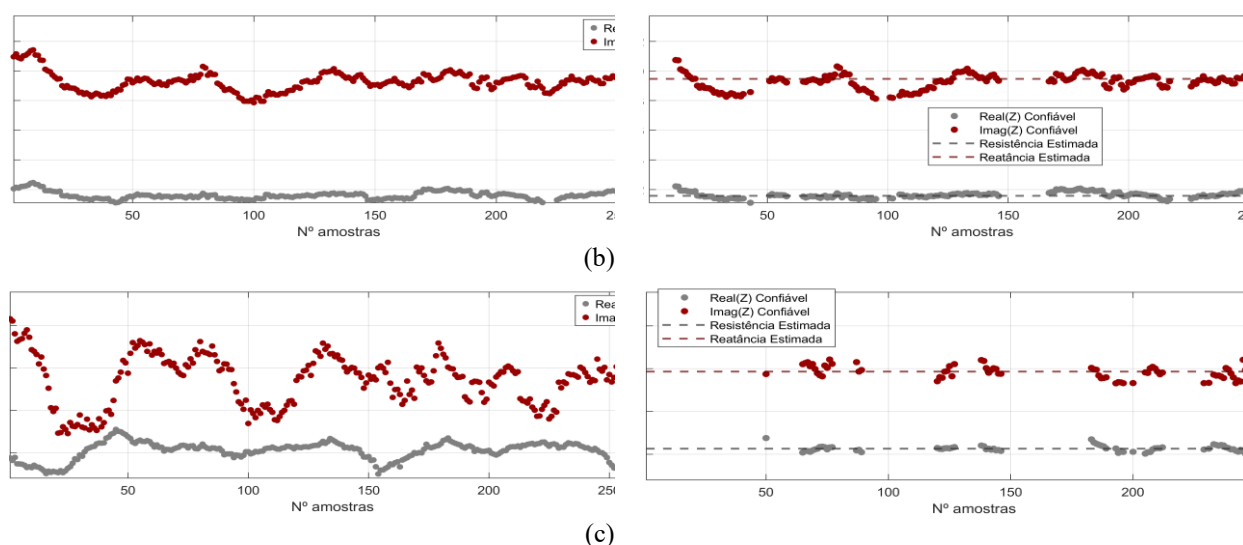 Re
Im
Real(Z) Confiável
Imag(Z) Confiável
Resistência Estimada
Reatância Estimada
50 100 150 200 25
50 100 150 200 2
Nº amostras
Nº amostras
(b)
Rea
Imag
Real(Z) Confiável
Imag(Z) Confiável
Resistência Estimada
Reatância Estimada
50 100 150 200 250
50 100 150 200
Nº amostras
Nº amostras
(c)